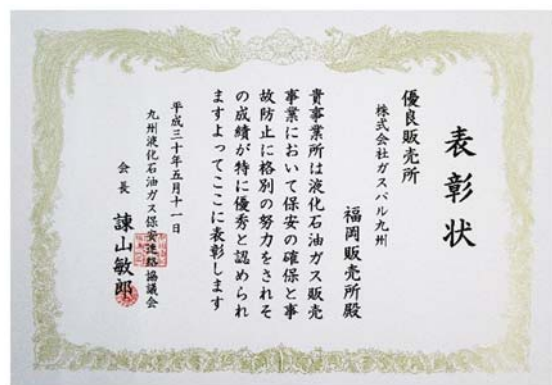 表彰状
優良販売所
株式会社ガスパル九州
福岡販売所殿
貴事業所は液化石油ガス販売
事業において保安の確保と事
故防止に格別の努力をされそ
の成績が特に優秀と認められ
ますよってここに表彰します
平成三十年五月十一日
九州液化石油ガス保安連絡協議会
会長 諌山敏郎